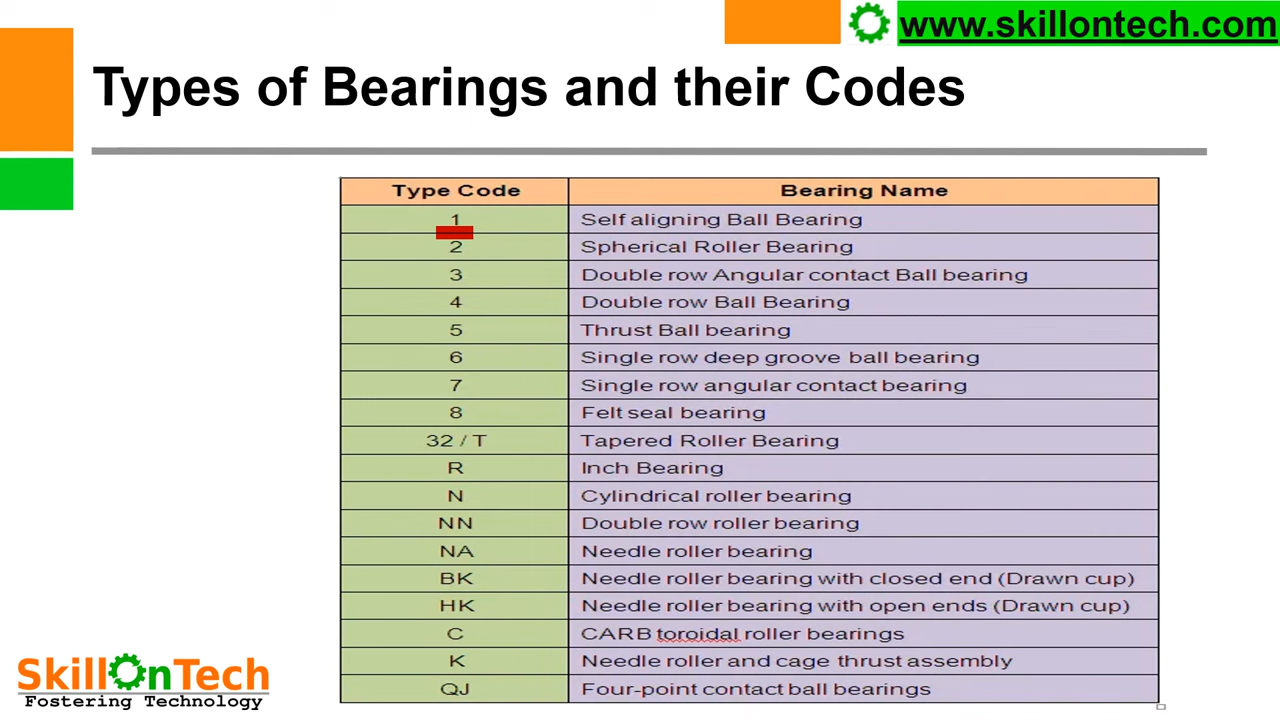 www.skillontech.com
Types of Bearings and their Codes
Type Code Bearing Name
1 Self aligning Ball Bearing
2 Spherical Roller Bearing
3 Double row Angular contact Ball bearing
4 Double row Ball Bearing
5 Thrust Ball bearing
6 Single row deep groove ball bearing
7 Single row angular contact bearing
8 Felt seal bearing
32 / T Tapered Roller Bearing
R Inch Bearing
N Cylindrical roller bearing
NN Double row roller bearing
NA Needle roller bearing
BK Needle roller bearing with closed end (Drawn cup)
HK Needle roller bearing with open ends (Drawn cup)
C CARB toroidal roller bearings
K Needle roller and cage thrust assembly
QJ Four-point contact ball bearings
SkillOnTech
Fostering Technology